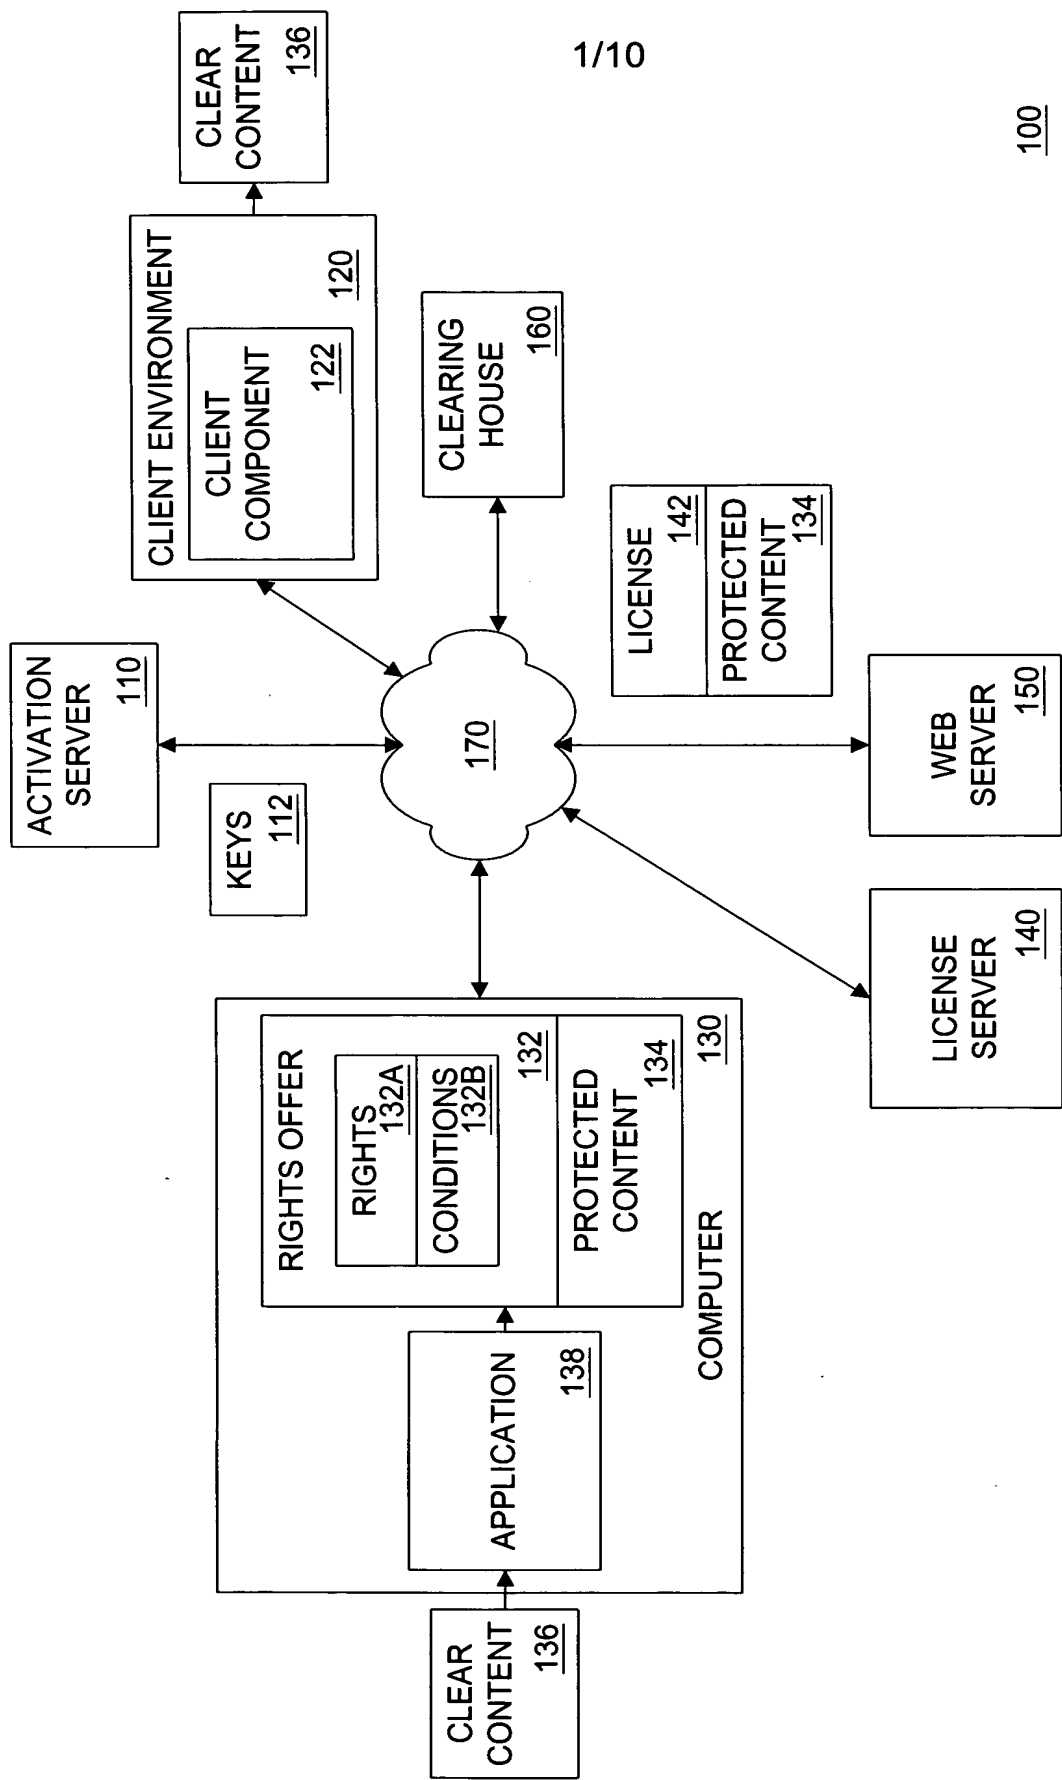 1/10
100
ACTIVATION
SERVER
110
KEYS
112
CLIENT ENVIRONMENT
120
CLIENT
COMPONENT
122
CLEAR
CONTENT
136
CLEARING
HOUSE
160
170
LICENSE
142
PROTECTED
CONTENT
134
WEB
SERVER
150
LICENSE
SERVER
140
RIGHTS OFFER
RIGHTS
132A
CONDITIONS
132B
132
PROTECTED
CONTENT
134
130
COMPUTER
APPLICATION
138
CLEAR
CONTENT
136